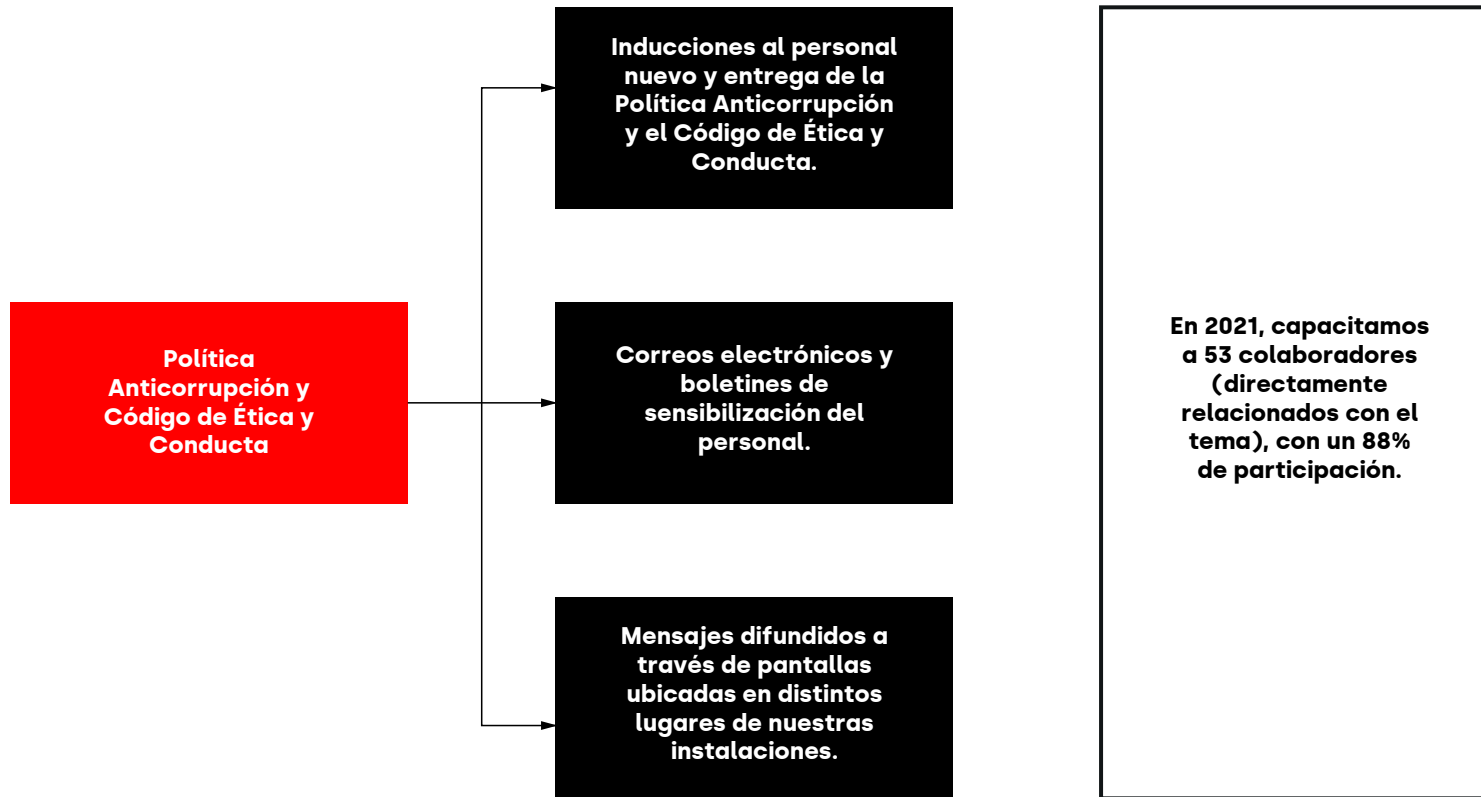 Política
Anticorrupción y
Código de Ética y
Conducta
Inducciones al personal
nuevo y entrega de la
Política Anticorrupción
y el Código de Ética y
Conducta.
Correos electrónicos y
boletines de
sensibilización del
personal.
Mensajes difundidos a
través de pantallas
ubicadas en distintos
lugares de nuestras
instalaciones.
En 2021, capacitamos
a 53 colaboradores
(directamente
relacionados con el
tema), con un 88%
de participación.